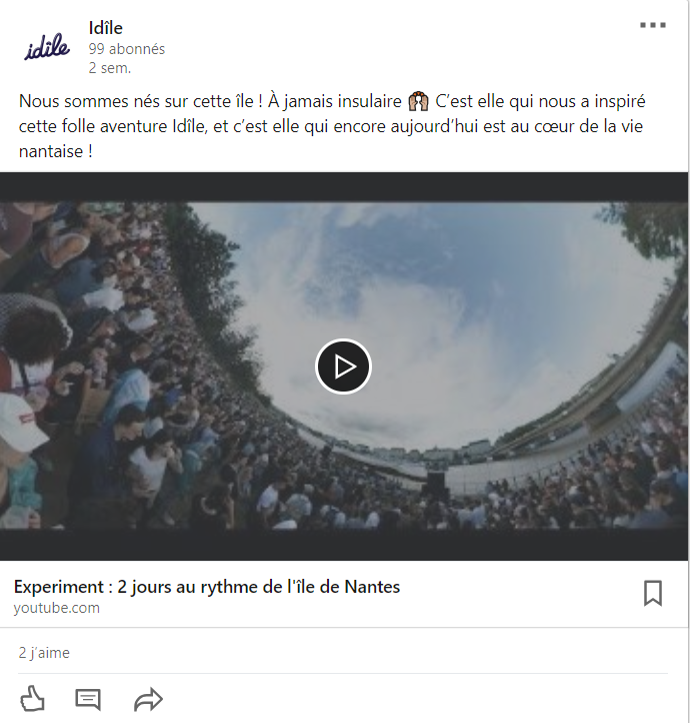 idîle
Idîle
99 abonnés
2 sem.
Nous sommes nés sur cette île ! À jamais insulaire 🙌🏽 C’est elle qui nous a inspiré
cette folle aventure Idîle, et c’est elle qui encore aujourd’hui est au cœur de la vie
nantaise !
Experiment : 2 jours au rythme de l'île de Nantes
youtube.com
2 j’aime